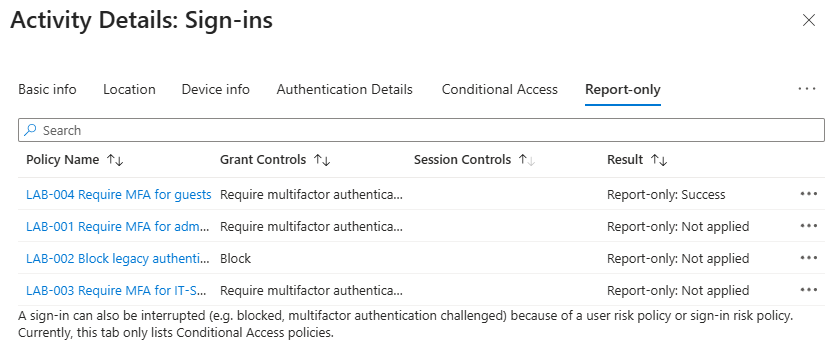 Activity Details: Sign-ins
Basic info Location Device info Authentication Details Conditional Access Report-only
Search
Policy Name Grant Controls Session Controls Result
LAB-004 Require MFA for guests Require multifactor authentica... Report-only: Success
LAB-001 Require MFA for adm... Require multifactor authentica... Report-only: Not applied
LAB-002 Block legacy authenti... Block Report-only: Not applied
LAB-003 Require MFA for IT-S... Require multifactor authentica... Report-only: Not applied
A sign-in can also be interrupted (e.g. blocked, multifactor authentication challenged) because of a user risk policy or sign-in risk policy.
Currently, this tab only lists Conditional Access policies.